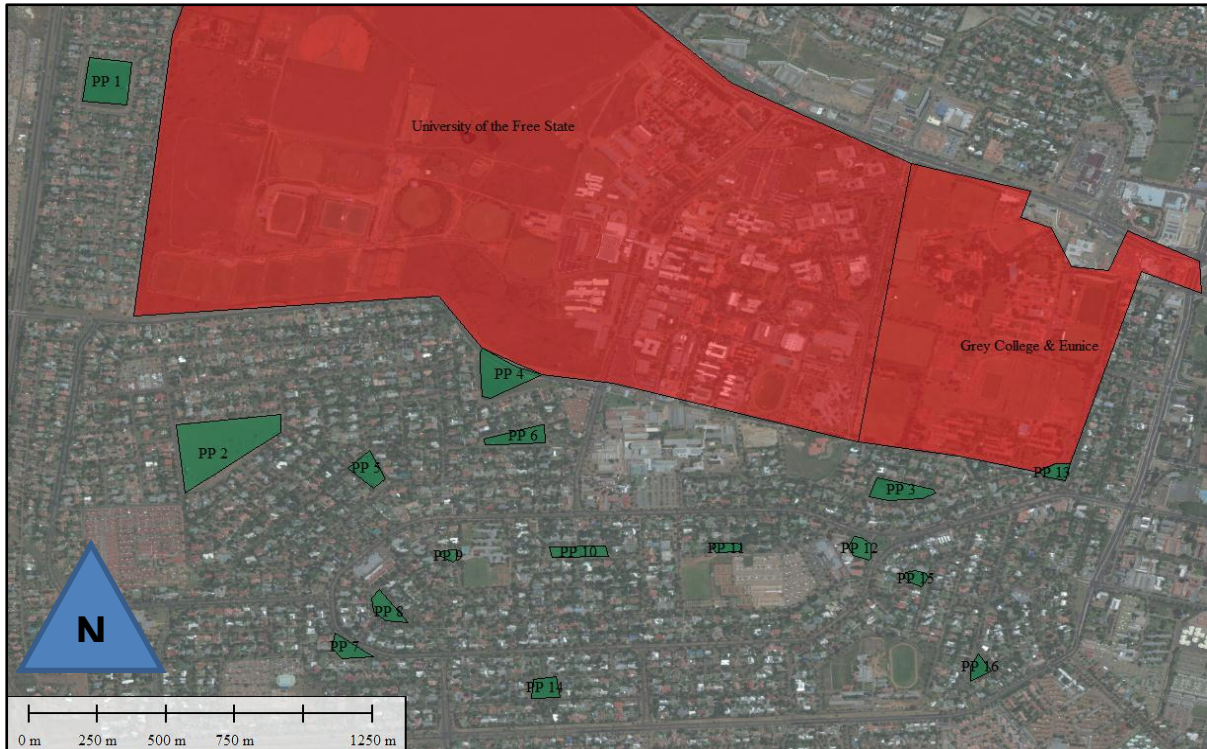 PP 1
University of the Free State
Grey College & Eunice
PP 4
PP 6
PP 2
PP 5
PP 13
PP 3
PP 9
PP 10
PP 11
PP 12
PP 15
PP 8
N
PP 7
PP 16
PP 14
0 m 250 m 500 m 750 m 1250 m